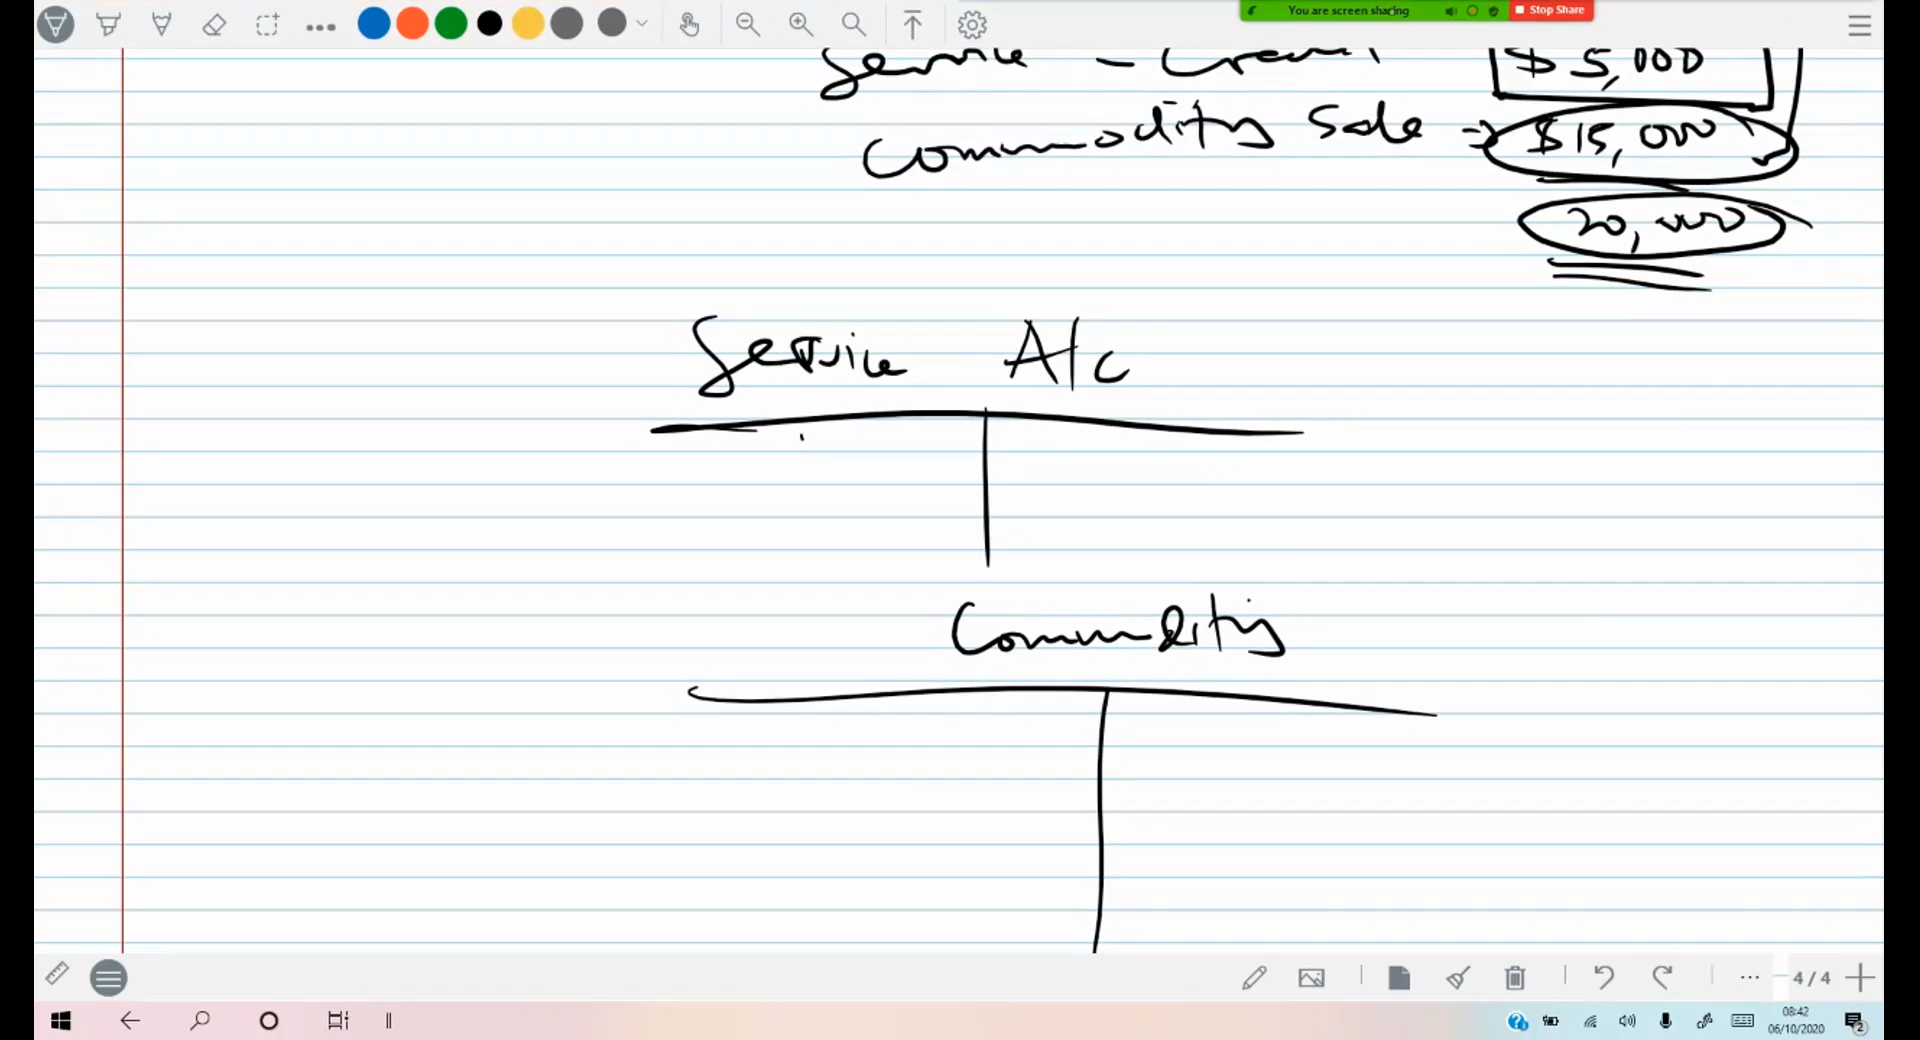 You are screen sharing Stop Share
Service - Credit $ 5,000
Commodity Sale → $15,000
20,000
Service A/c
Commodity
4 / 4
08:42
06/10/2020
2